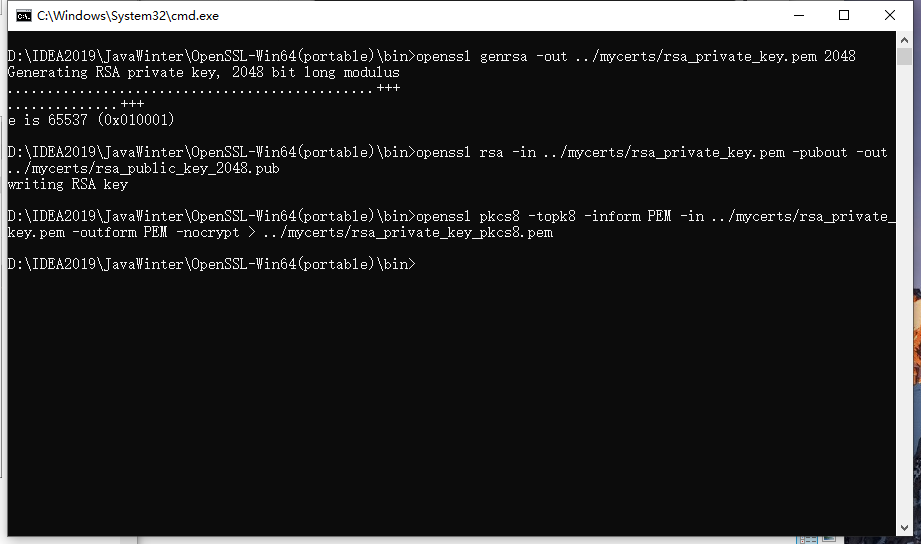 C:\Windows\System32\cmd.exe
D:\IDEA2019\JavaWinter\OpenSSL-Win64(portable)\bin>openssl genrsa -out ../mycerts/rsa_private_key.pem 2048
Generating RSA private key, 2048 bit long modulus
..............................................+++
..............+++
e is 65537 (0x010001)
D:\IDEA2019\JavaWinter\OpenSSL-Win64(portable)\bin>openssl rsa -in ../mycerts/rsa_private_key.pem -pubout -out
../mycerts/rsa_public_key_2048.pub
writing RSA key
D:\IDEA2019\JavaWinter\OpenSSL-Win64(portable)\bin>openssl pkcs8 -topk8 -inform PEM -in ../mycerts/rsa_private_
key.pem -outform PEM -nocrypt > ../mycerts/rsa_private_key_pkcs8.pem
D:\IDEA2019\JavaWinter\OpenSSL-Win64(portable)\bin>